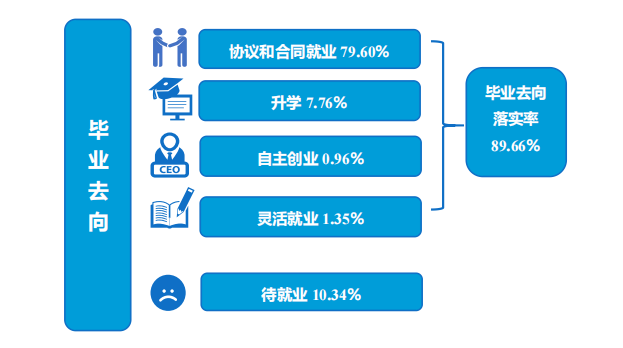 毕业去向
协议和合同就业 79.60%
升学 7.76%
CEO
自主创业 0.96%
灵活就业 1.35%
待就业 10.34%
毕业去向
落实率
89.66%